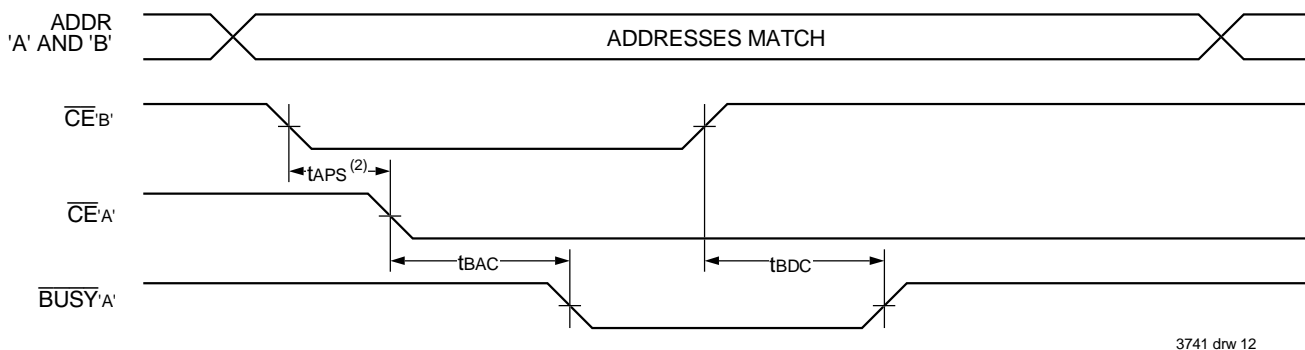 ADDR
'A' AND 'B'
ADDRESSES MATCH
CE'B'
tAPS (2)
CE'A'
tBAC
tBDC
BUSY'A'
3741 drw 12